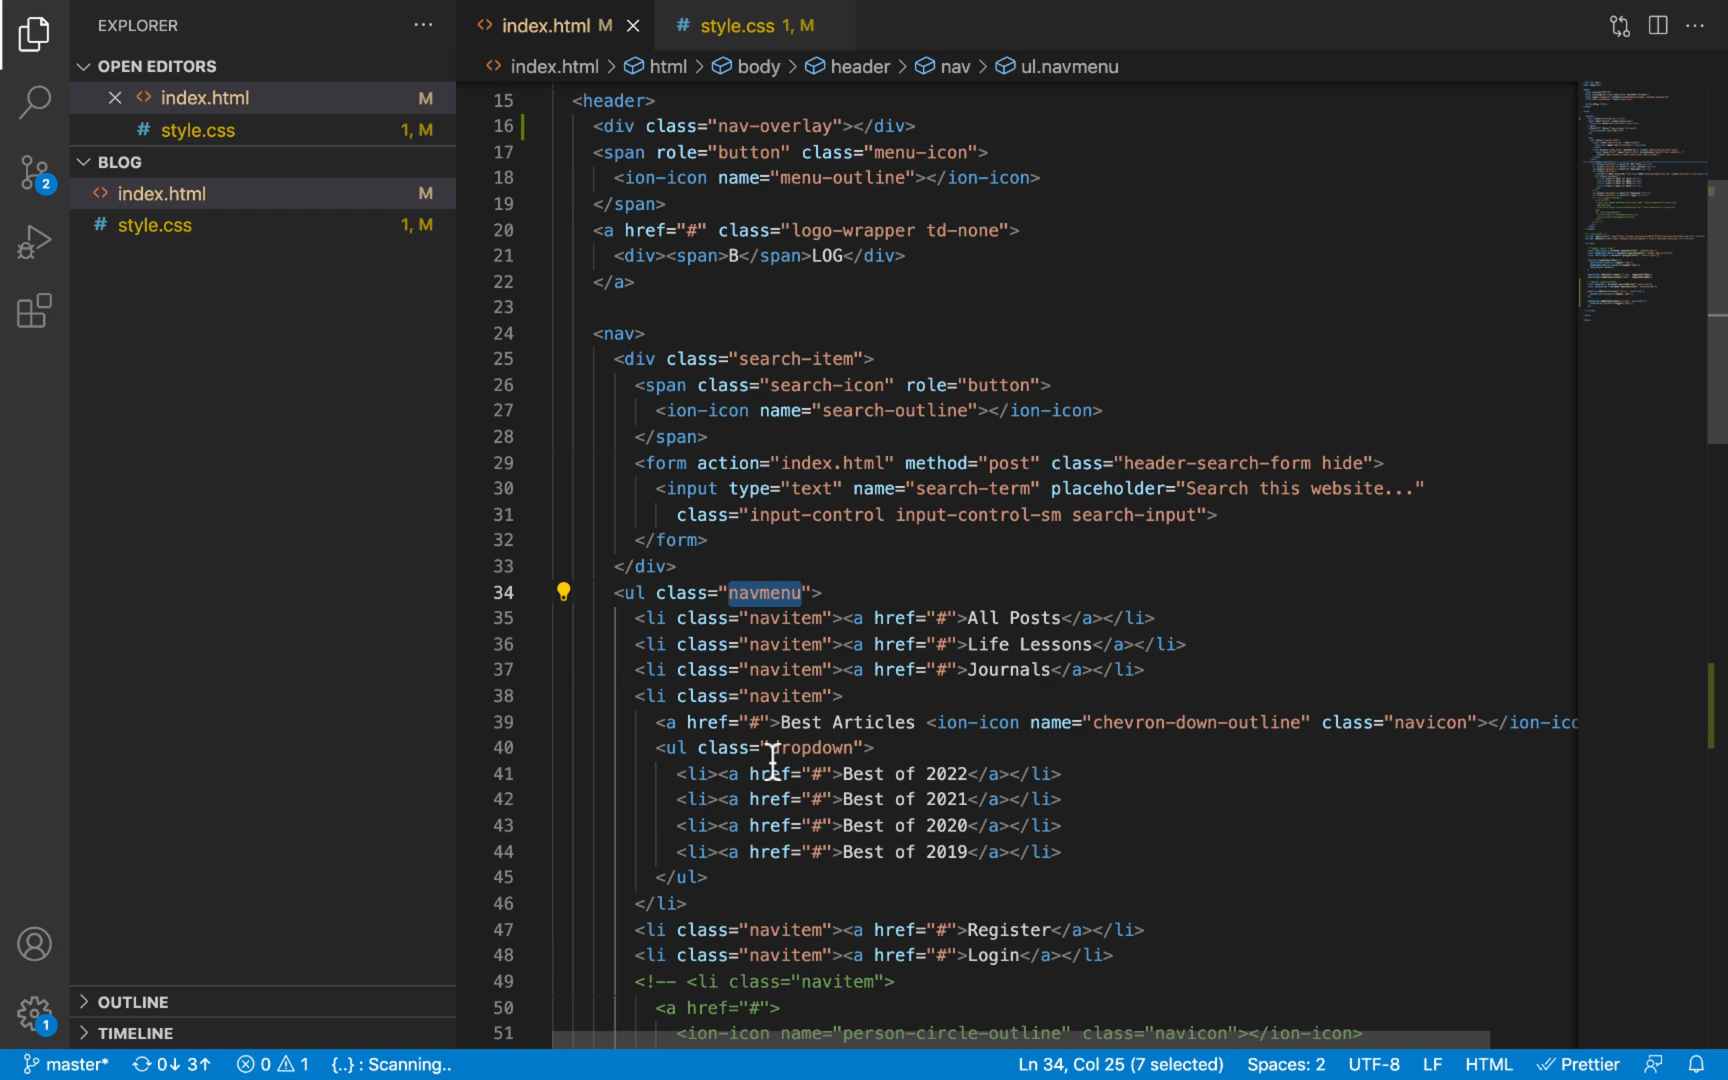 EXPLORER ...
OPEN EDITORS
index.html M
style.css 1, M
BLOG
index.html M
style.css 1, M
OUTLINE
TIMELINE
index.html M
style.css 1, M
index.html > html > body > header > nav > ul.navmenu
15 <header>
16 <div class="nav-overlay"></div>
17 <span role="button" class="menu-icon">
18 <ion-icon name="menu-outline"></ion-icon>
19 </span>
20 <a href="#" class="logo-wrapper td-none">
21 <div><span>B</span>LOG</div>
22 </a>
23
24 <nav>
25 <div class="search-item">
26 <span class="search-icon" role="button">
27 <ion-icon name="search-outline"></ion-icon>
28 </span>
29 <form action="index.html" method="post" class="header-search-form hide">
30 <input type="text" name="search-term" placeholder="Search this website..."
31 class="input-control input-control-sm search-input">
32 </form>
33 </div>
34 <ul class="navmenu">
35 <li class="navitem"><a href="#">All Posts</a></li>
36 <li class="navitem"><a href="#">Life Lessons</a></li>
37 <li class="navitem"><a href="#">Journals</a></li>
38 <li class="navitem">
39 <a href="#">Best Articles <ion-icon name="chevron-down-outline" class="navicon"></ion-ico
40 <ul class="dropdown">
41 <li><a href="#">Best of 2022</a></li>
42 <li><a href="#">Best of 2021</a></li>
43 <li><a href="#">Best of 2020</a></li>
44 <li><a href="#">Best of 2019</a></li>
45 </ul>
46 </li>
47 <li class="navitem"><a href="#">Register</a></li>
48 <li class="navitem"><a href="#">Login</a></li>
49 <!-- <li class="navitem">
50 <a href="#">
51 <ion-icon name="person-circle-outline" class="navicon"></ion-icon>
2
1
master* 0↓ 3↑ 0 1 {..} : Scanning.. Ln 34, Col 25 (7 selected) Spaces: 2 UTF-8 LF HTML Prettier